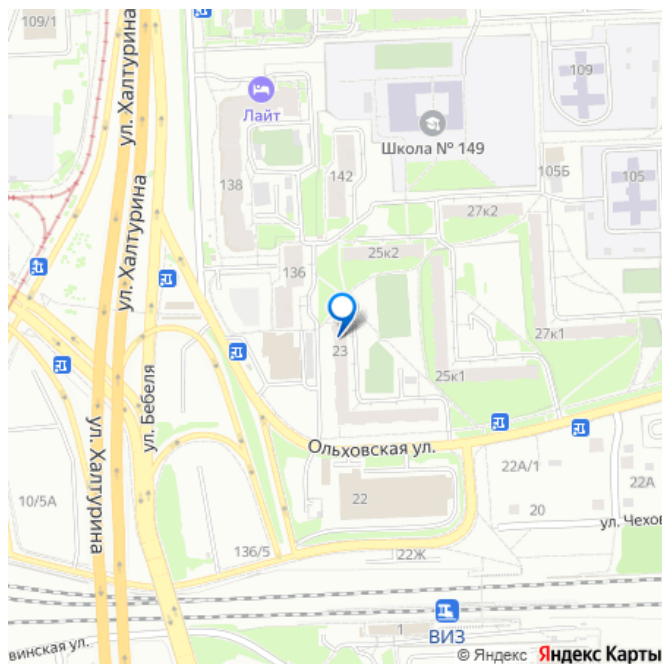 109/1
ул. Халтурина
Лайт
109
Школа № 149
138
142
105Б
105
ул. Халтурина
27к2
25к2
136
23
27к1
25к1
ул. Бебеля
ул. Халтурина
Ольховская ул.
22А/1
22А
10/5А
22
20
ул. Чехов
136/5
22Ж
1
ВИЗ
винская ул.
© Яндекс Яндекс Карты